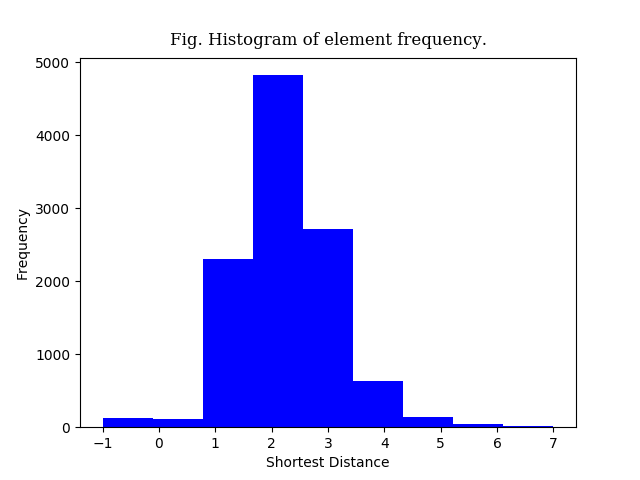 Fig. Histogram of element frequency.
5000
4000
3000
2000
1000
0
Frequency
−1 0 1 2 3 4 5 6 7
Shortest Distance